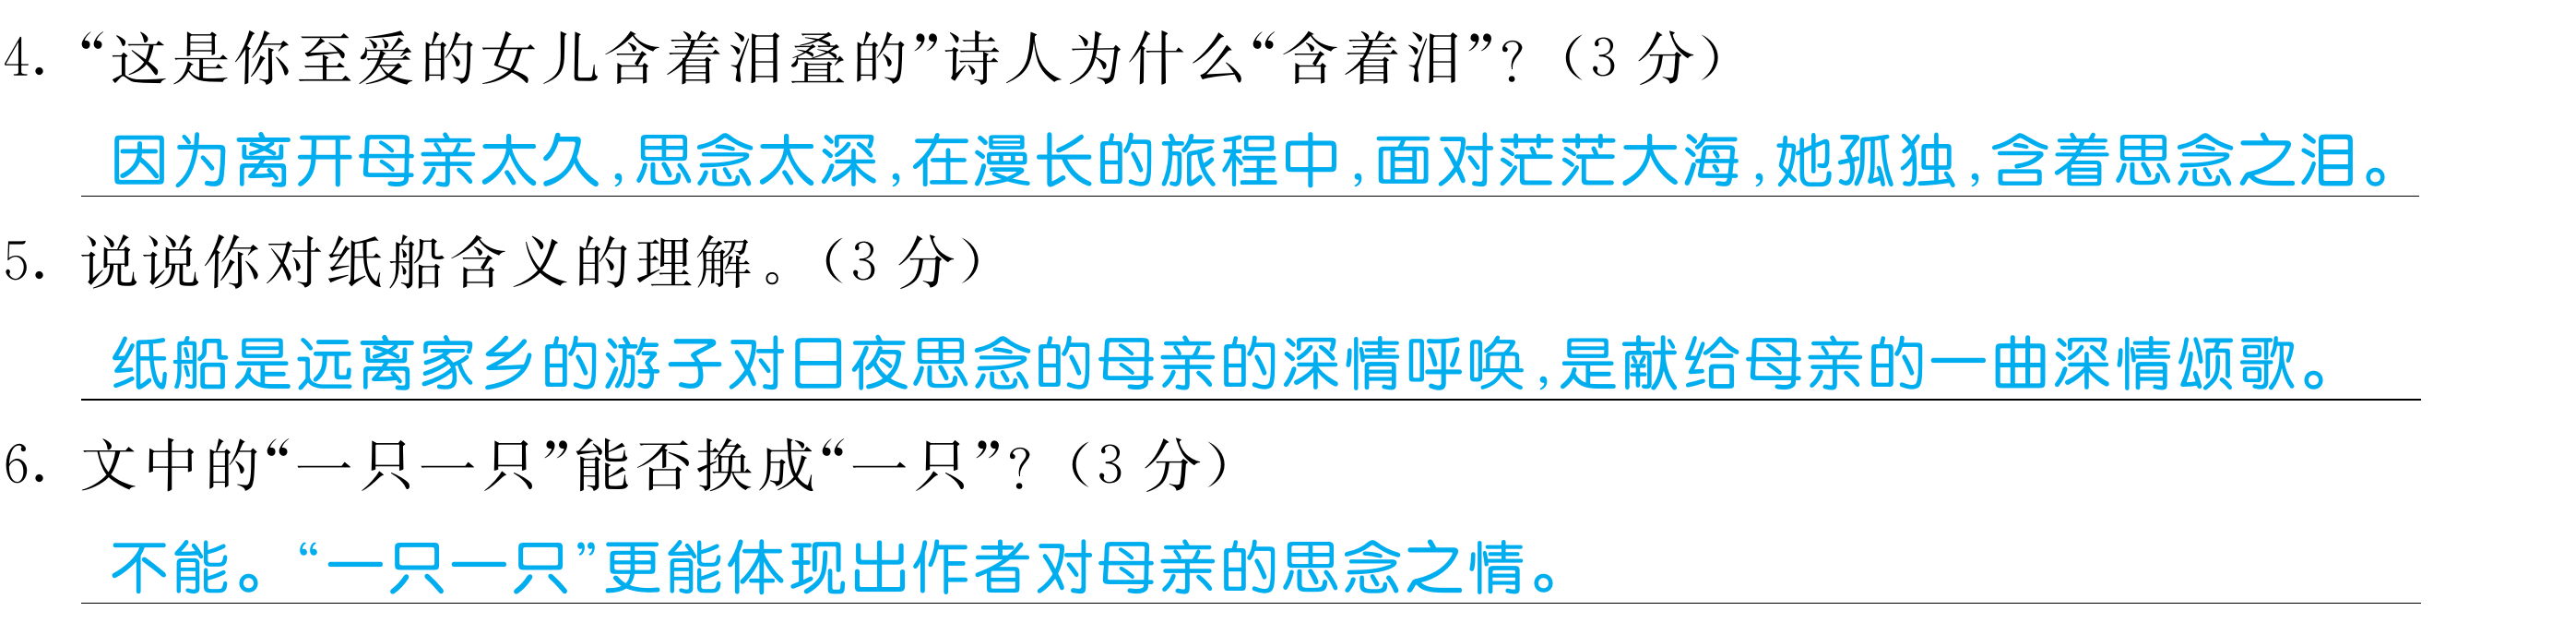 4. “这是你至爱的女儿含着泪叠的”诗人为什么“含着泪”?（3 分）
因为离开母亲太久,思念太深,在漫长的旅程中,面对茫茫大海,她孤独,含着思念之泪。
5. 说说你对纸船含义的理解。（3 分）
纸船是远离家乡的游子对日夜思念的母亲的深情呼唤,是献给母亲的一曲深情颂歌。
6. 文中的“一只一只”能否换成“一只”?（3 分）
不能。“一只一只”更能体现出作者对母亲的思念之情。